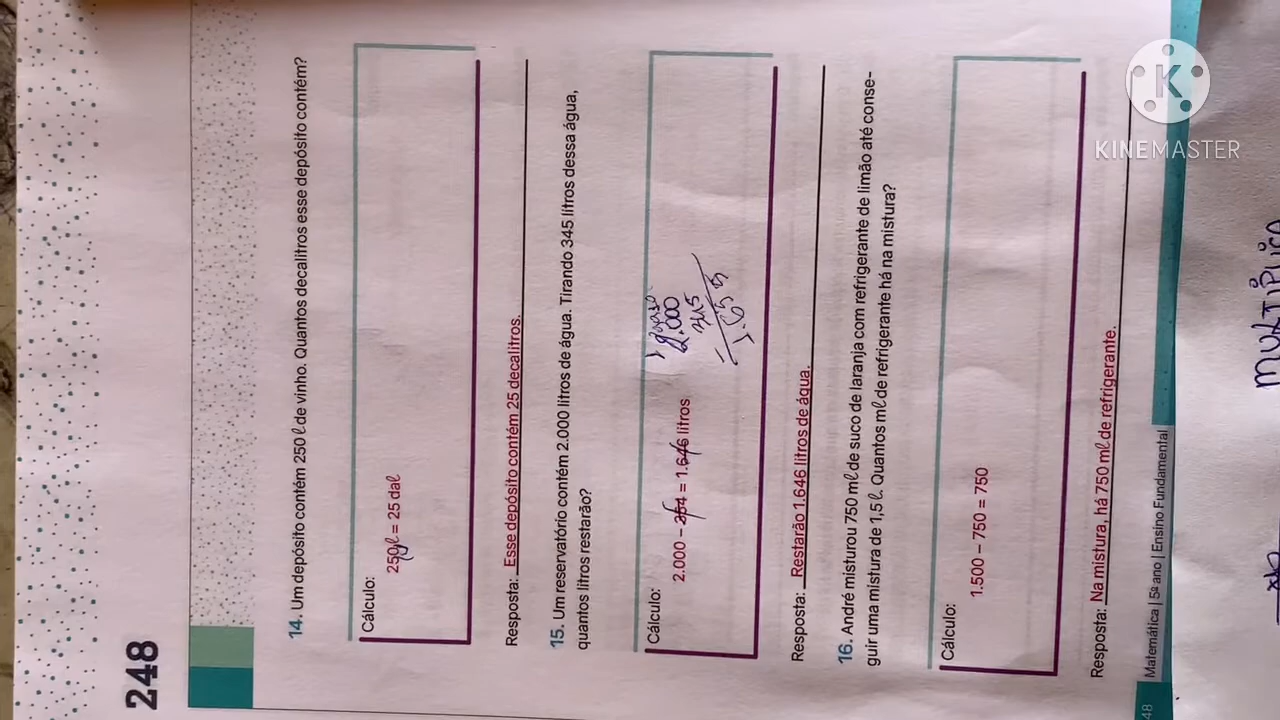 248
14. Um depósito contém 250 ℓ de vinho. Quantos decalitros esse depósito contém?
Cálculo:
250 ℓ = 25 daℓ
Resposta: Esse depósito contém 25 decalitros.
15. Um reservatório contém 2.000 litros de água. Tirando 345 litros dessa água,
quantos litros restarão?
Cálculo:
2.000 – 354 = 1.646 litros
2.000
345
1.655
Resposta: Restarão 1.646 litros de água.
16. André misturou 750 mℓ de suco de laranja com refrigerante de limão até conse-
guir uma mistura de 1,5 ℓ. Quantos mℓ de refrigerante há na mistura?
Cálculo:
1.500 – 750 = 750
Resposta: Na mistura, há 750 mℓ de refrigerante.
48
Matemática | 5º ano | Ensino Fundamental
K
KINEMASTER